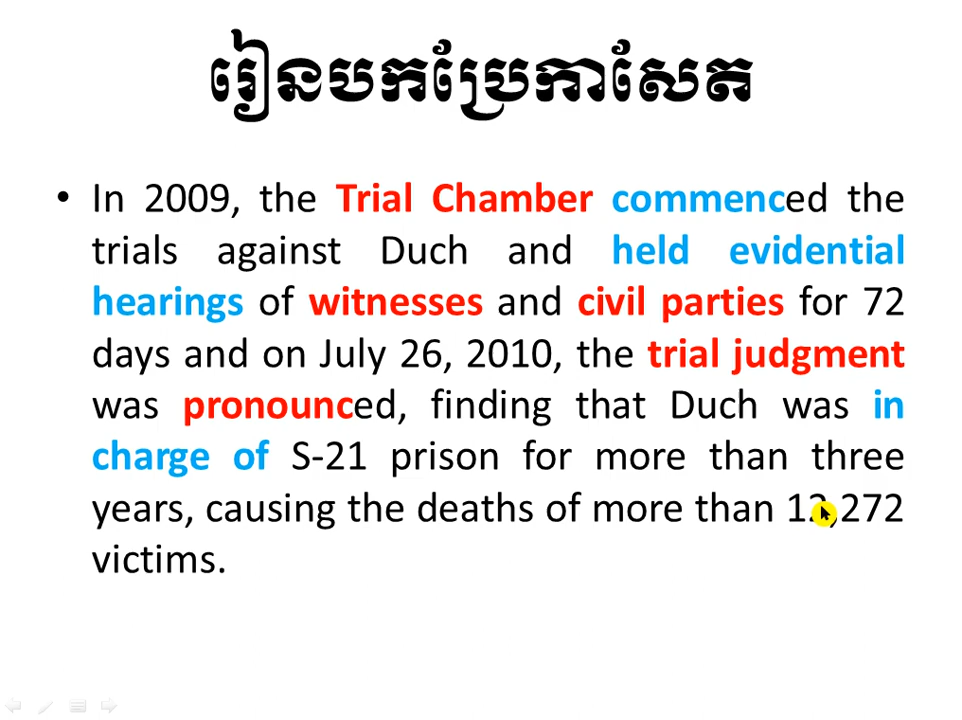 រៀនបកប្រែកាសែត
• In 2009, the Trial Chamber commenced the
trials against Duch and held evidential
hearings of witnesses and civil parties for 72
days and on July 26, 2010, the trial judgment
was pronounced, finding that Duch was in
charge of S-21 prison for more than three
years, causing the deaths of more than 12,272
victims.